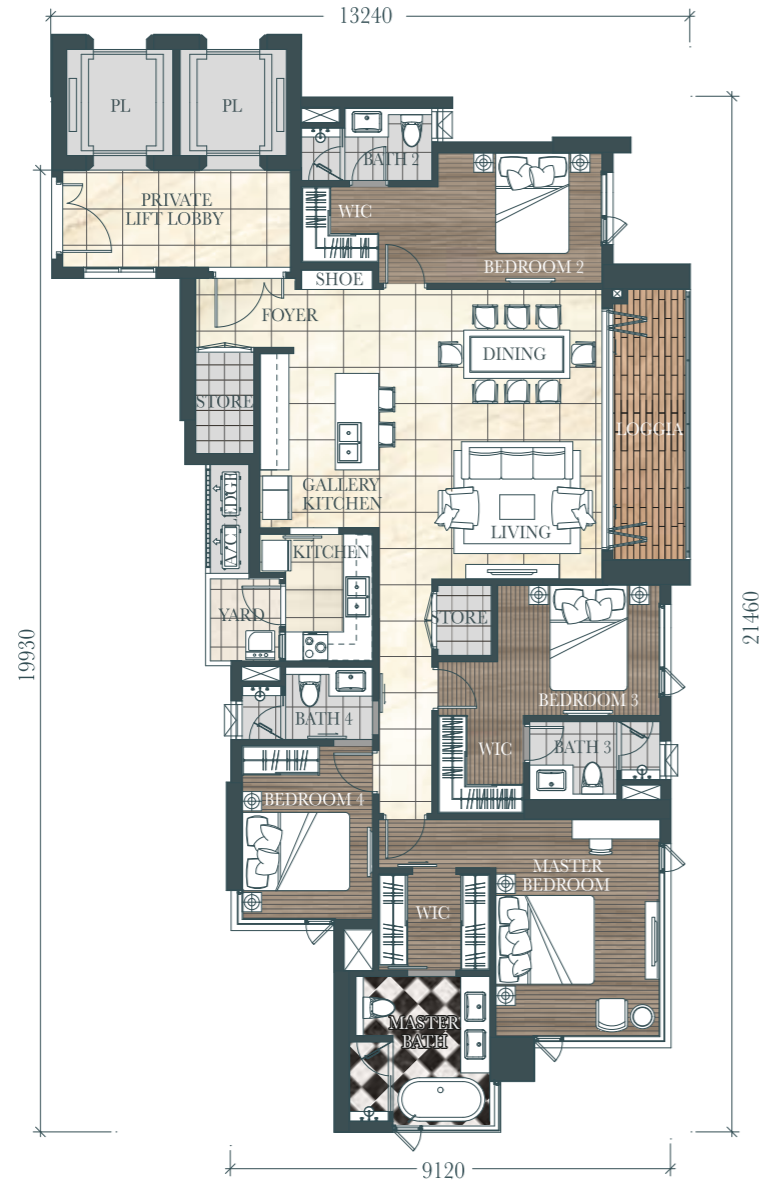 13240
PL
PL
BATH 2
PRIVATE
LIFT LOBBY
WIC
BEDROOM 2
SHOE
FOYER
DINING
STORE
LOGGIA
GALLERY
KITCHEN
A/C LEDGE
LIVING
KITCHEN
YARD
STORE
19930
21460
BEDROOM 3
BATH 4
WIC
BATH 3
BEDROOM 4
MASTER
BEDROOM
WIC
MASTER
BATH
9120